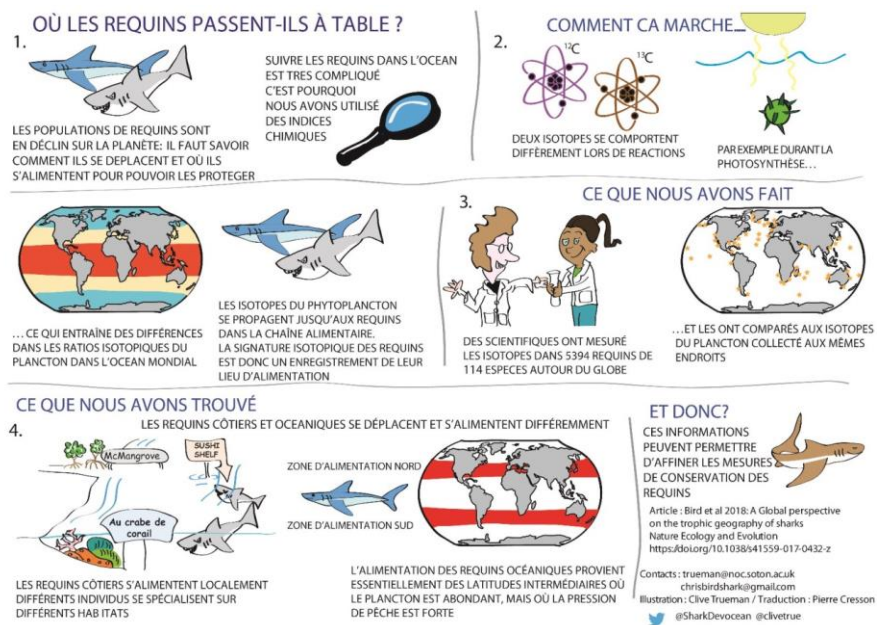 OÙ LES REQUINS PASSENT-ILS À TABLE ?
1.
LES POPULATIONS DE REQUINS SONT
EN DÉCLIN SUR LA PLANÈTE: IL FAUT SAVOIR
COMMENT ILS SE DEPLACENT ET OÙ ILS
S'ALIMENTENT POUR POUVOIR LES PROTEGER
SUIVRE LES REQUINS DANS L'OCEAN
EST TRES COMPLIQUÉ
C'EST POURQUOI
NOUS AVONS UTILISÉ
DES INDICES
CHIMIQUES
2.
COMMENT CA MARCHE...
12C
13C
DEUX ISOTOPES SE COMPORTENT
DIFFÈREMENT LORS DE REACTIONS
PAR EXEMPLE DURANT LA
PHOTOSYNTHÈSE...
... CE QUI ENTRAÎNE DES DIFFÉRENCES
DANS LES RATIOS ISOTOPIQUES DU
PLANCTON DANS L'OCEAN MONDIAL
LES ISOTOPES DU PHYTOPLANCTON
SE PROPAGENT JUSQU'AUX REQUINS
DANS LA CHAÎNE ALIMENTAIRE.
LA SIGNATURE ISOTOPIQUE DES REQUINS
EST DONC UN ENREGISTREMENT DE LEUR
LIEU D'ALIMENTATION
3.
CE QUE NOUS AVONS FAIT
DES SCIENTIFIQUES ONT MESURÉ
LES ISOTOPES DANS 5394 REQUINS DE
114 ESPECES AUTOUR DU GLOBE
...ET LES ONT COMPARÉS AUX ISOTOPES
DU PLANCTON COLLECTÉ AUX MÊMES
ENDROITS
CE QUE NOUS AVONS TROUVÉ
4.
LES REQUINS CÔTIERS ET OCEANIQUES SE DÉPLACENT ET S'ALIMENTENT DIFFÉREMMENT
McMangrove
SUSHI
SHELF
Au crabe de
corail
LES REQUINS CÔTIERS S'ALIMENTENT LOCALEMENT
DIFFÉRENTS INDIVIDUS SE SPÉCIALISENT SUR
DIFFÉRENTS HAB ITATS
ZONE D'ALIMENTATION NORD
ZONE D'ALIMENTATION SUD
L'ALIMENTATION DES REQUINS OCÉANIQUES PROVIENT
ESSENTIELLEMENT DES LATITUDES INTERMÉDIAIRES OÙ
LE PLANCTON EST ABONDANT, MAIS OÙ LA PRESSION
DE PÊCHE EST FORTE
ET DONC?
CES INFORMATIONS
PEUVENT PERMETTRE
D'AFFINER LES MESURES
DE CONSERVATION DES
REQUINS
Article : Bird et al 2018: A Global perspective
on the trophic geography of sharks
Nature Ecology and Evolution
https://doi.org/10.1038/s41559-017-0432-z
Contacts : trueman@noc.soton.ac.uk
chrisbirdshark@gmail.com
Illustration : Clive Trueman / Traduction : Pierre Cresson
@SharkDevocean @clivetrue